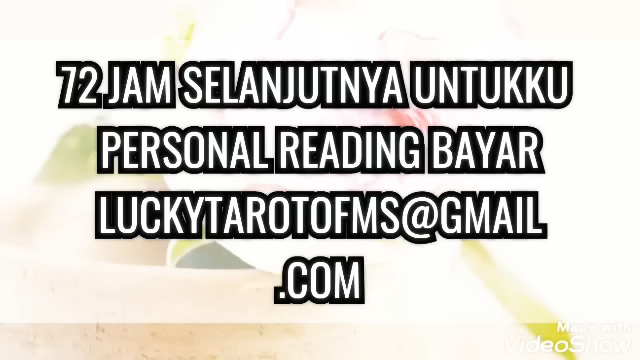 72 JAM SELANJUTNYA UNTUKKU
PERSONAL READING BAYAR
LUCKYTAROTOFMS@GMAIL
.COM
Made with
VideoShow